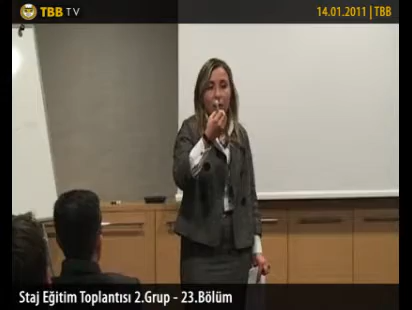 TBB TV
14.01.2011 | TBB
Staj Eğitim Toplantısı 2.Grup - 23.Bölüm